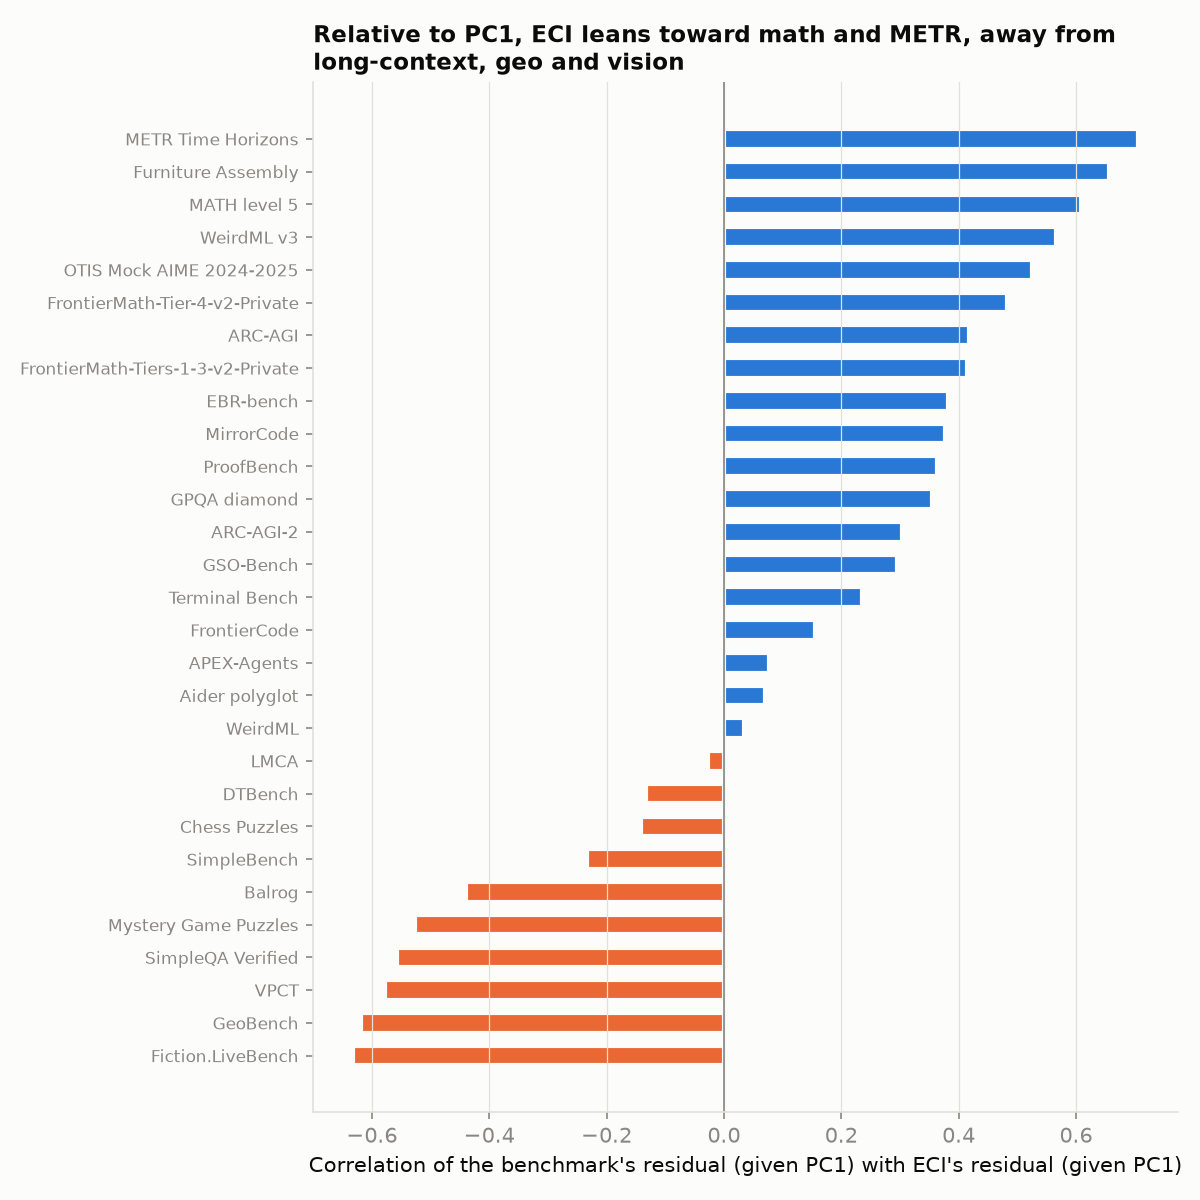 Relative to PC1, ECI leans toward math and METR, away from
long-context, geo and vision
METR Time Horizons
Furniture Assembly
MATH level 5
WeirdML v3
OTIS Mock AIME 2024-2025
FrontierMath-Tier-4-v2-Private
ARC-AGI
FrontierMath-Tiers-1-3-v2-Private
EBR-bench
MirrorCode
ProofBench
GPQA diamond
ARC-AGI-2
GSO-Bench
Terminal Bench
FrontierCode
APEX-Agents
Aider polyglot
WeirdML
LMCA
DTBench
Chess Puzzles
SimpleBench
Balrog
Mystery Game Puzzles
SimpleQA Verified
VPCT
GeoBench
Fiction.LiveBench
−0.6 −0.4 −0.2 0.0 0.2 0.4 0.6
Correlation of the benchmark's residual (given PC1) with ECI's residual (given PC1)